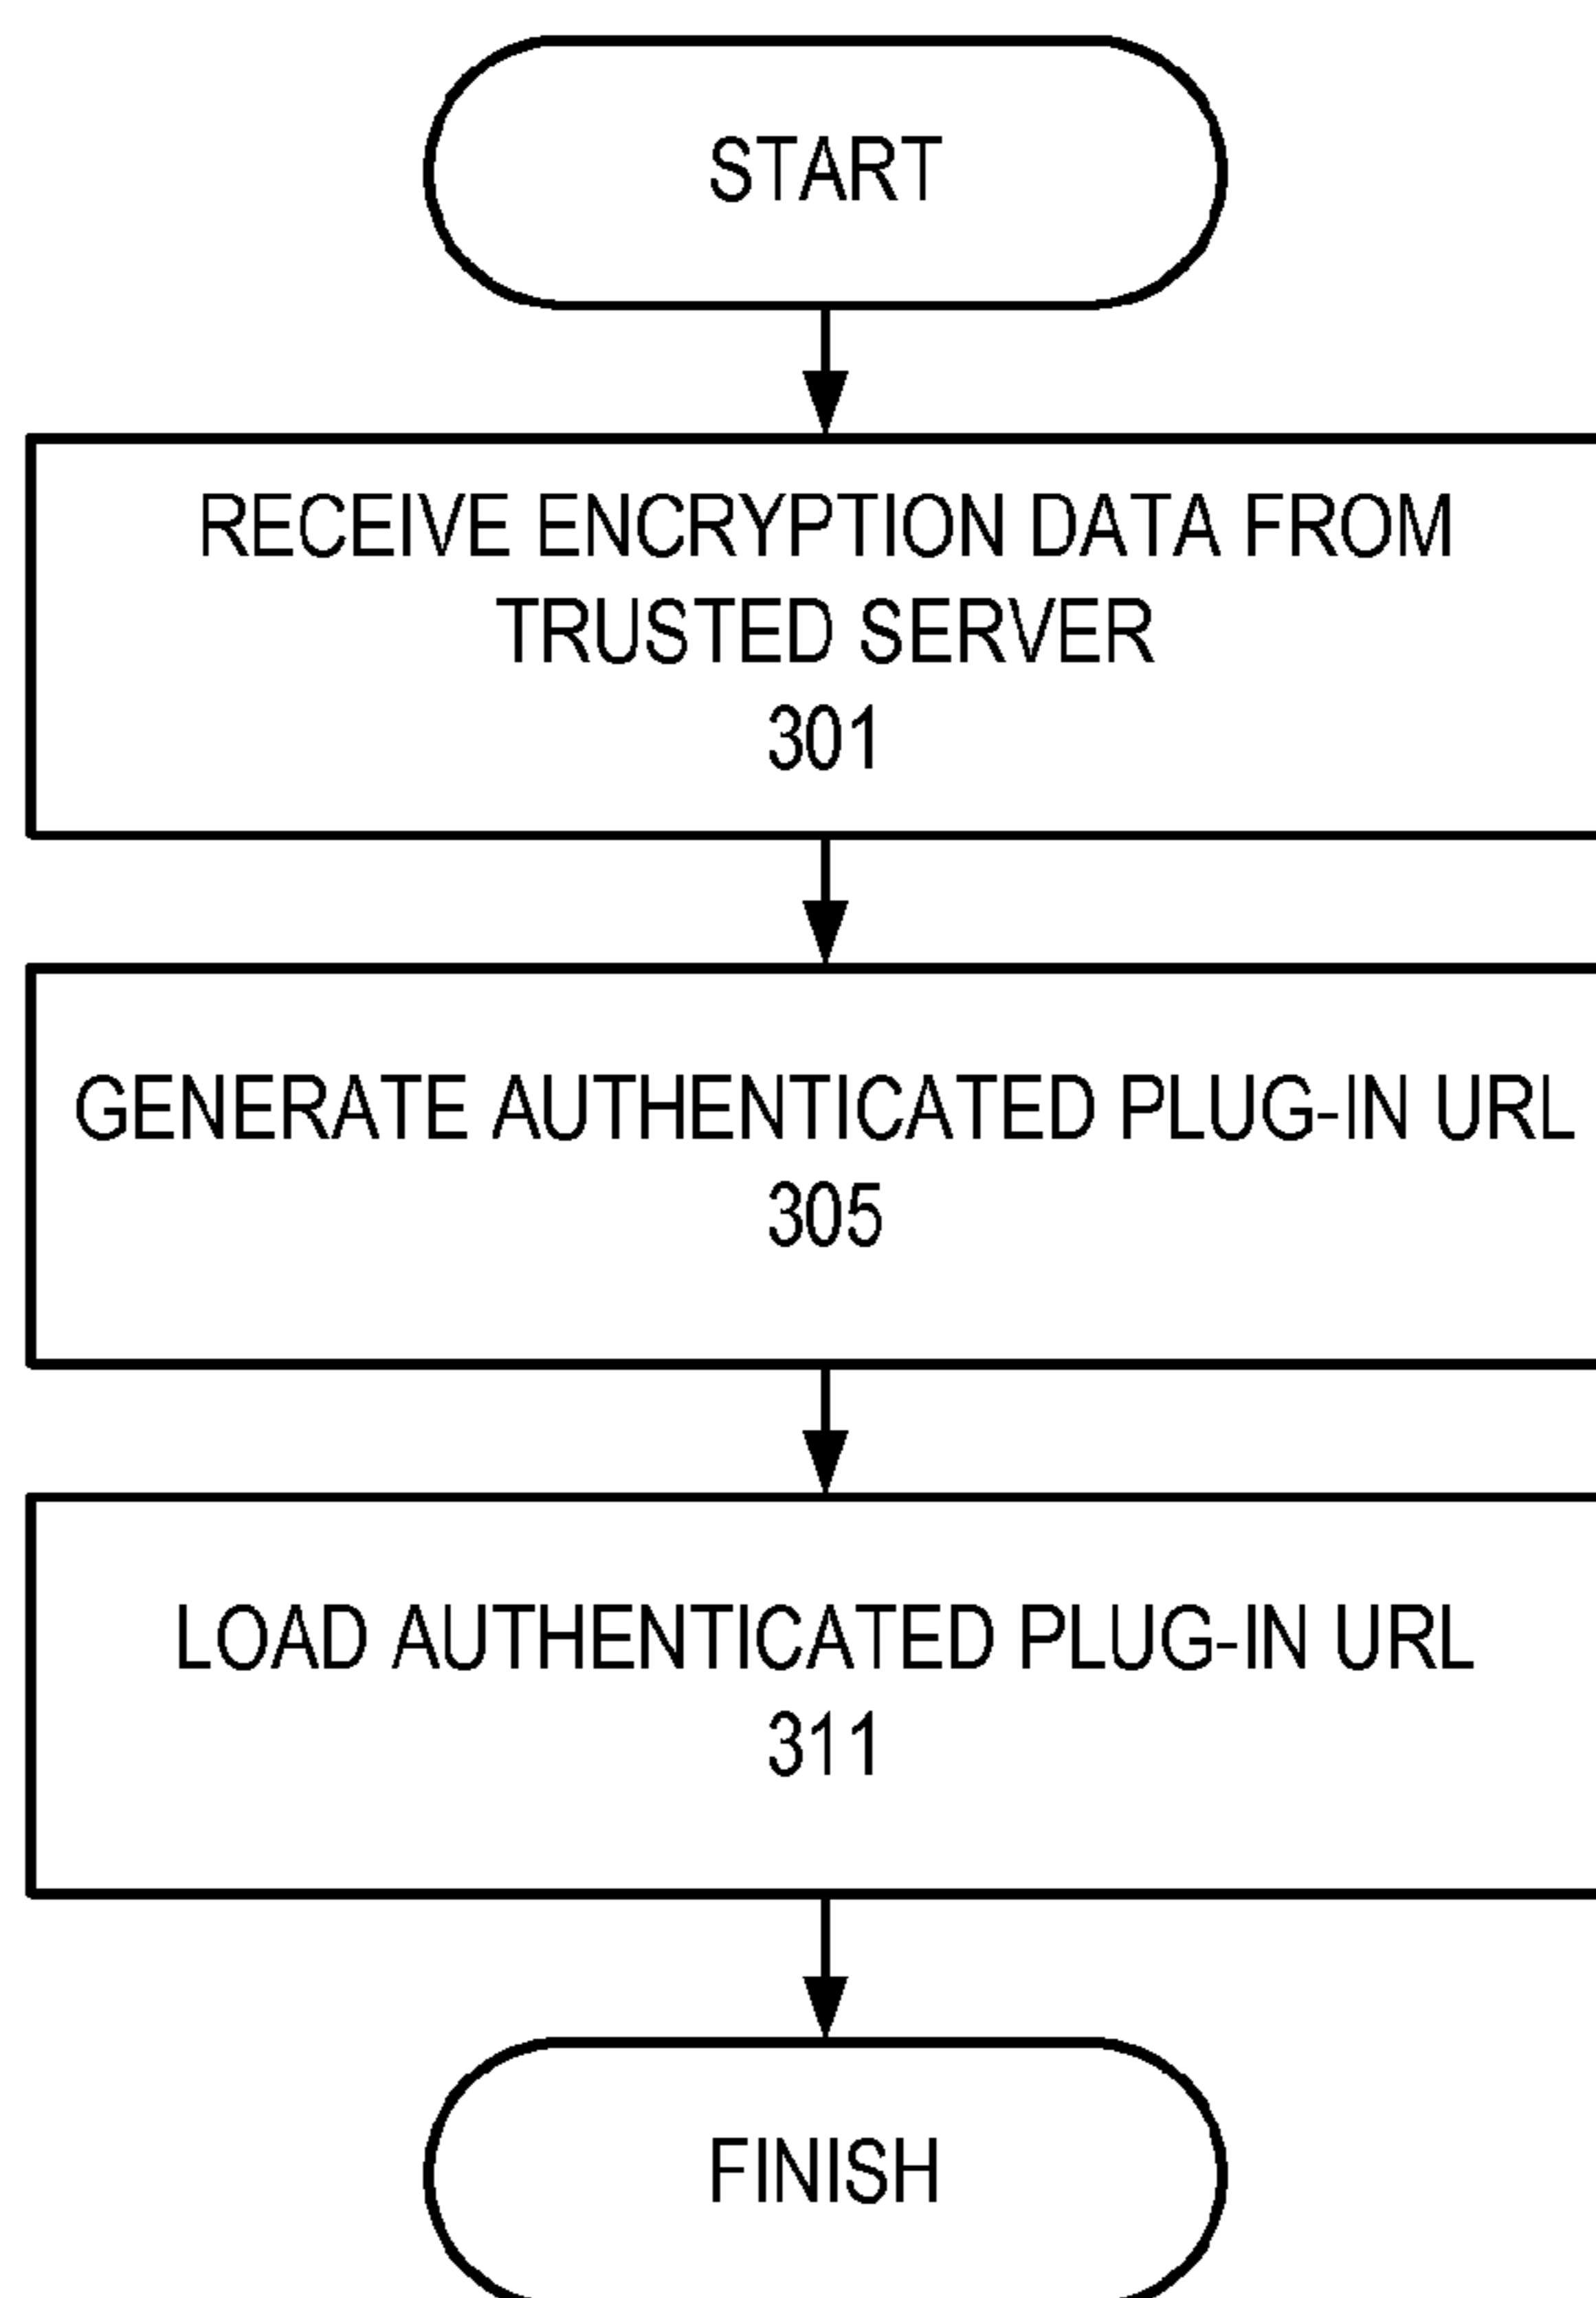 START
RECEIVE ENCRYPTION DATA FROM
TRUSTED SERVER
301
GENERATE AUTHENTICATED PLUG-IN URL
305
LOAD AUTHENTICATED PLUG-IN URL
311
FINISH